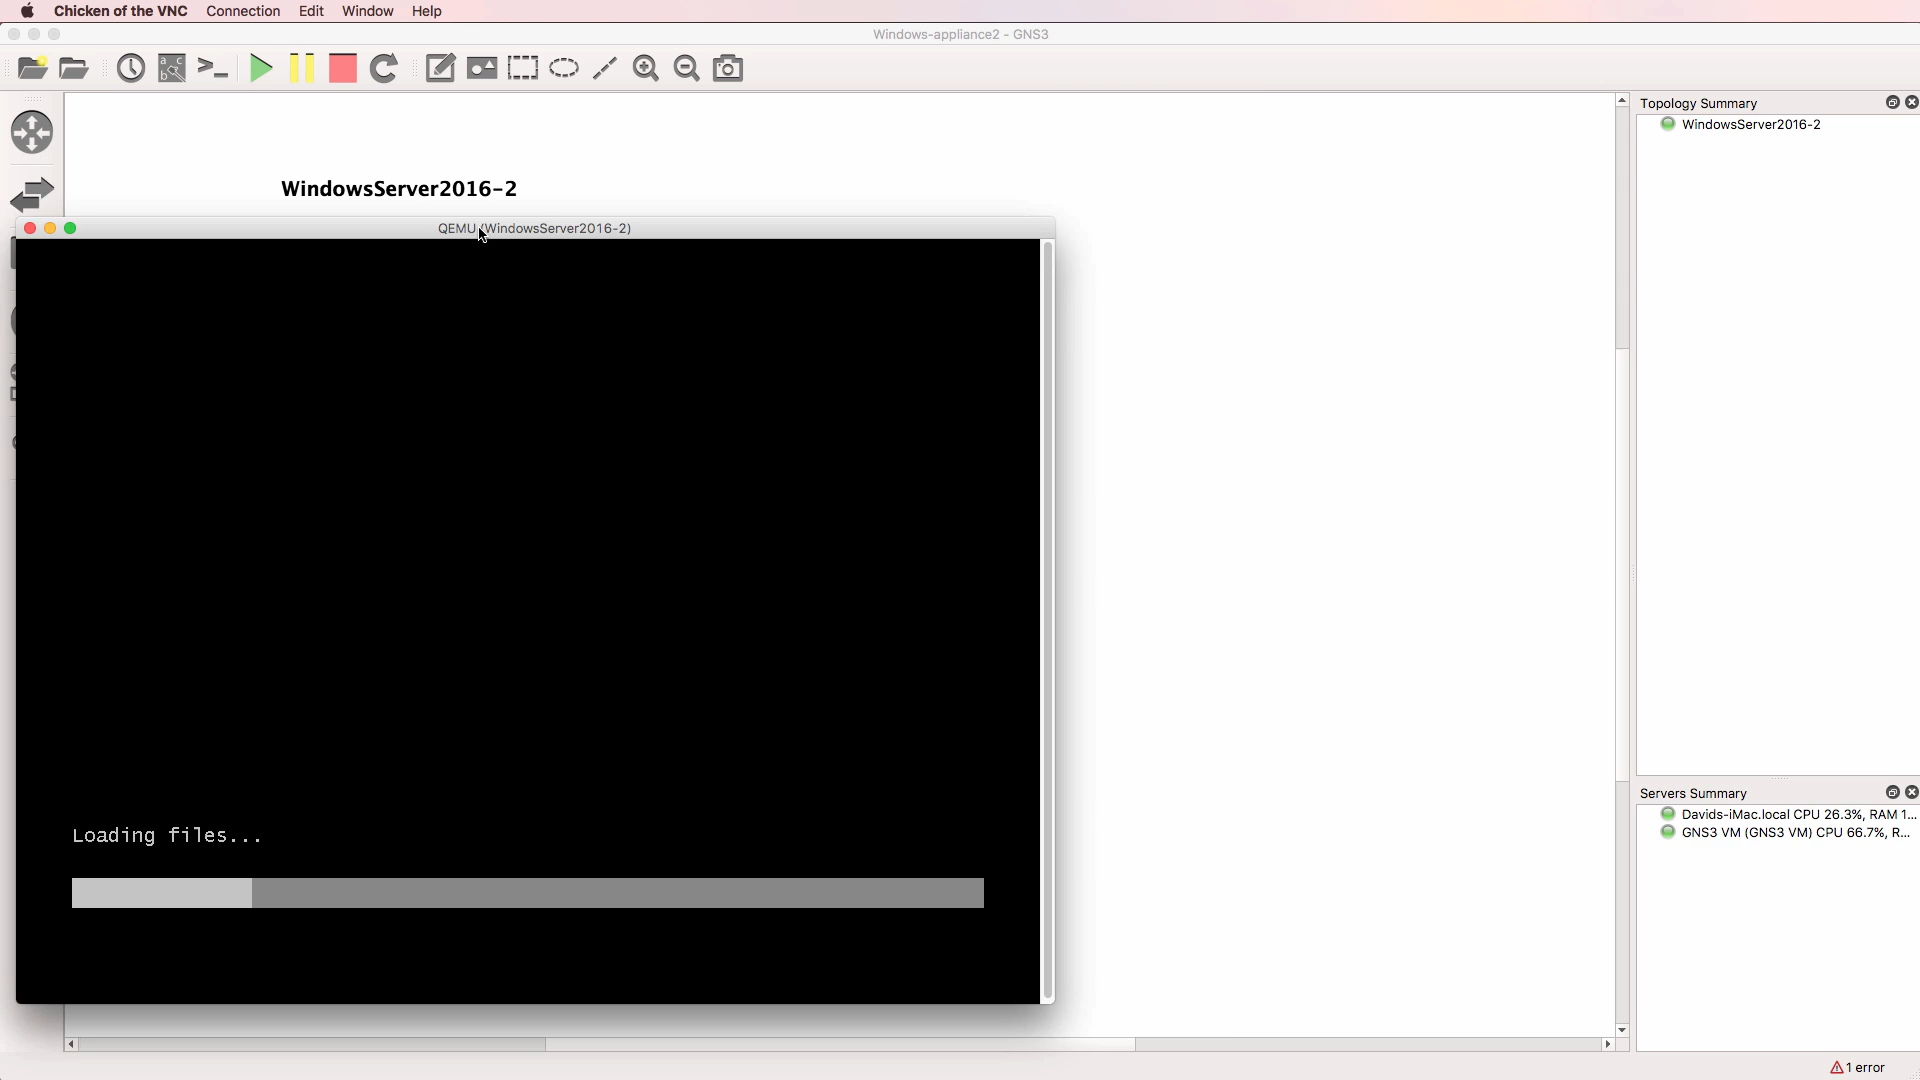 Chicken of the VNC Connection Edit Window Help
Windows-appliance2 - GNS3
Topology Summary
WindowsServer2016-2
WindowsServer2016-2
QEMU (WindowsServer2016-2)
Loading files...
Servers Summary
Davids-iMac.local CPU 26.3%, RAM 1...
GNS3 VM (GNS3 VM) CPU 66.7%, R...
1 error